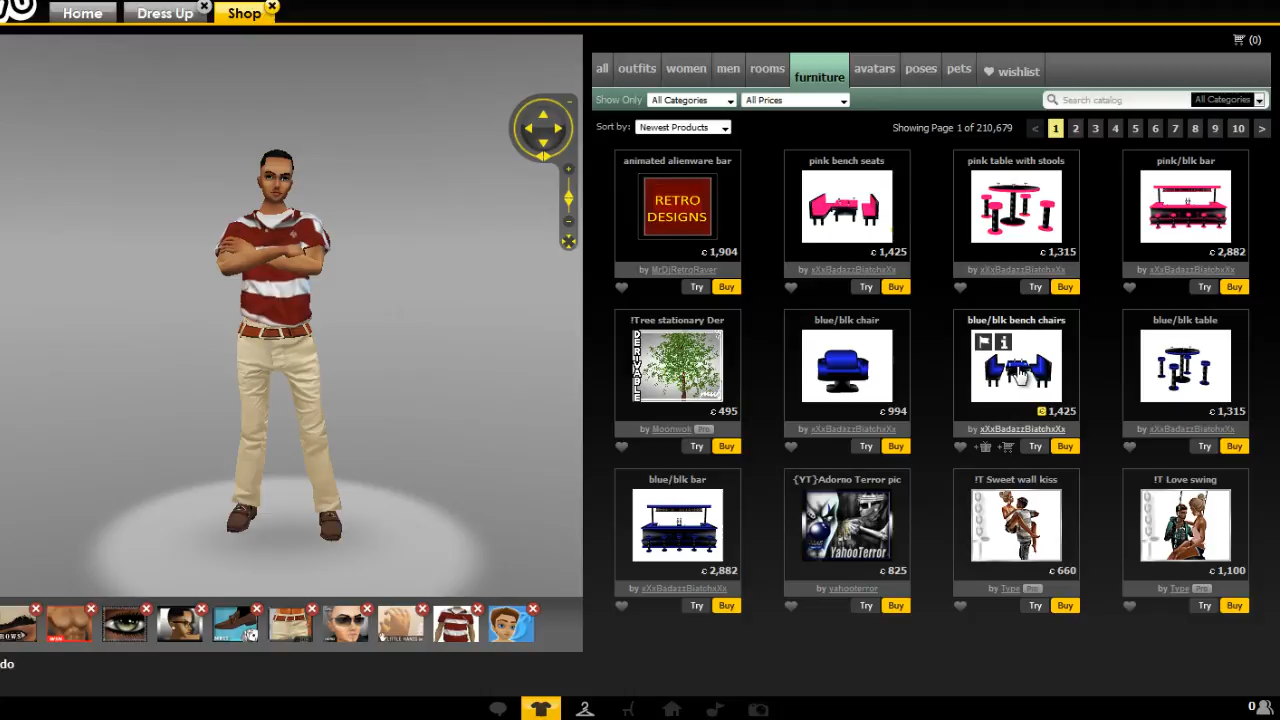 Home
Dress Up
Shop
(0)
all
outfits
women
men
rooms
furniture
avatars
poses
pets
wishlist
Show Only
All Categories
All Prices
Search catalog
All Categories
Sort by:
Newest Products
Showing Page 1 of 210,679
< 1 2 3 4 5 6 7 8 9 10 >
animated alienware bar
pink bench seats
pink table with stools
pink/blk bar
RETRO
DESIGNS
1,904
1,425
1,315
2,882
by MrDjRetroRaver
by xXxBadazzBiatchxXx
by xXxBadazzBiatchxXx
by xXxBadazzBiatchxXx
Try Buy
Try Buy
Try Buy
Try Buy
!Tree stationary Der
blue/blk chair
blue/blk bench chairs
blue/blk table
DERIVABLE
495
994
1,425
1,315
by Moonwok Pro
by xXxBadazzBiatchxXx
by xXxBadazzBiatchxXx
by xXxBadazzBiatchxXx
Try Buy
Try Buy
Try Buy
Try Buy
blue/blk bar
{YT}Adorno Terror pic
!T Sweet wall kiss
!T Love swing
YahooTerror
2,882
825
660
1,100
by xXxBadazzBiatchxXx
by yahooterror
by Type Pro
by Type Pro
Try Buy
Try Buy
Try Buy
Try Buy
do
0